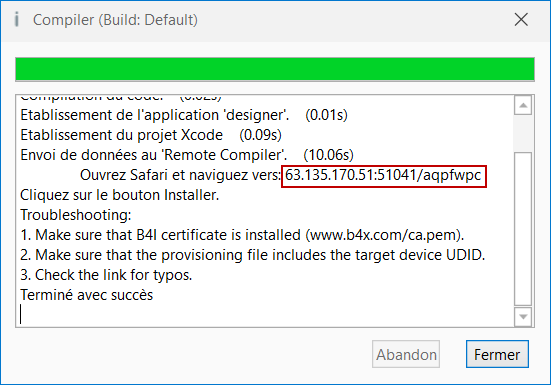 Compiler (Build: Default)
Compilation du code. (0.02s)
Etablissement de l'application 'designer'. (0.01s)
Etablissement du projet Xcode (0.09s)
Envoi de données au 'Remote Compiler'. (10.06s)
Ouvrez Safari et naviguez vers: 63.135.170.51:51041/aqpfwpc
Cliquez sur le bouton Installer.
Troubleshooting:
1. Make sure that B4I certificate is installed (www.b4x.com/ca.pem).
2. Make sure that the provisioning file includes the target device UDID.
3. Check the link for typos.
Terminé avec succès
Abandon
Fermer